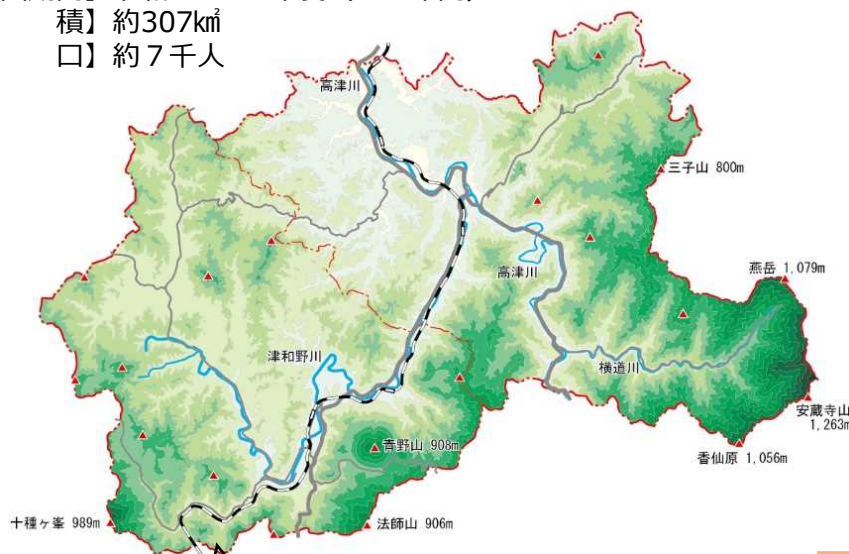 積】約307㎢
口】約７千人
高津川
三子山 800m
燕岳 1,079m
高津川
津和野川
横道川
安蔵寺山
1,263m
青野山 908m
香仙原 1,056m
十種ヶ峯 989m
法師山 906m